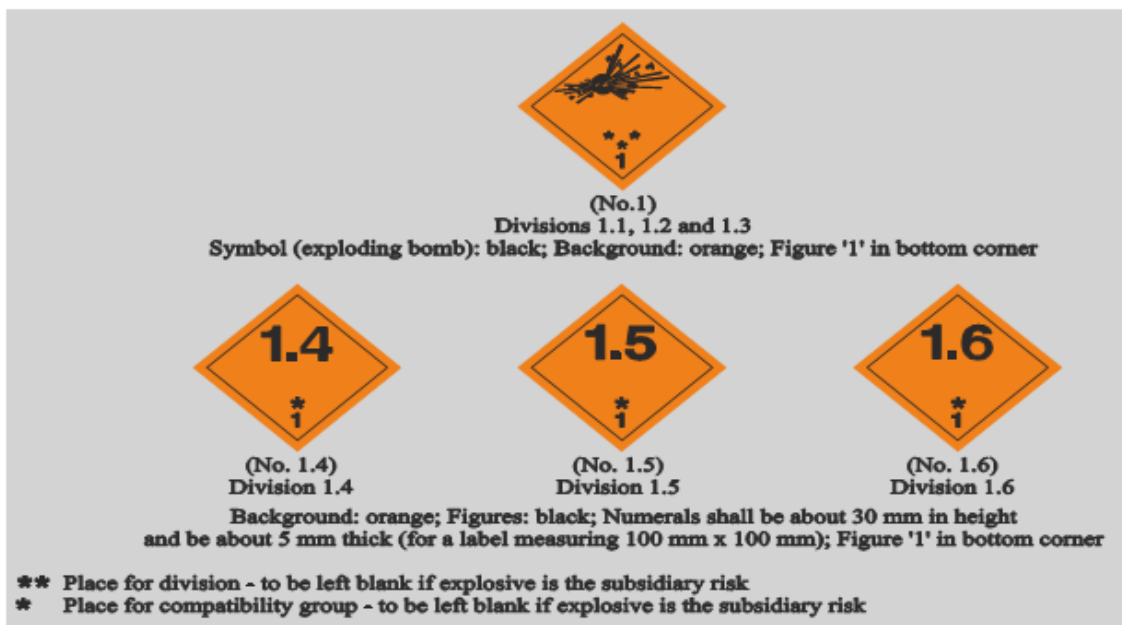 * *
*
1
(No.1)
Divisions 1.1, 1.2 and 1.3
Symbol (exploding bomb): black; Background: orange; Figure '1' in bottom corner
1.4 1.5 1.6
* * *
1 1 1
(No. 1.4) (No. 1.5) (No. 1.6)
Division 1.4 Division 1.5 Division 1.6
Background: orange; Figures: black; Numerals shall be about 30 mm in height
and be about 5 mm thick (for a label measuring 100 mm x 100 mm); Figure '1' in bottom corner
** Place for division - to be left blank if explosive is the subsidiary risk
* Place for compatibility group - to be left blank if explosive is the subsidiary risk